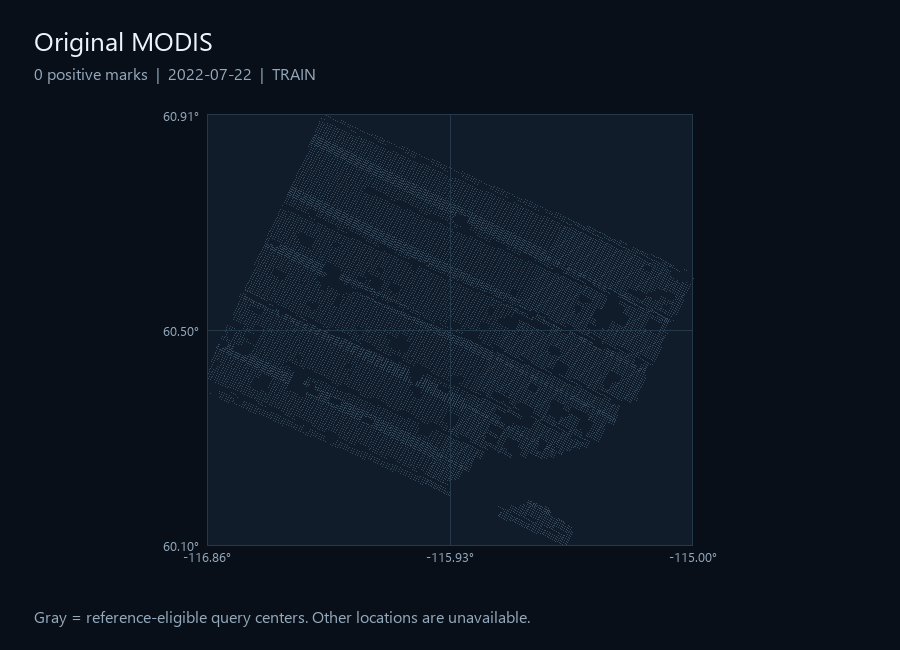 Original MODIS
0 positive marks | 2022-07-22 | TRAIN
60.91°
60.50°
60.10°
-116.86°
-115.93°
-115.00°
Gray = reference-eligible query centers. Other locations are unavailable.